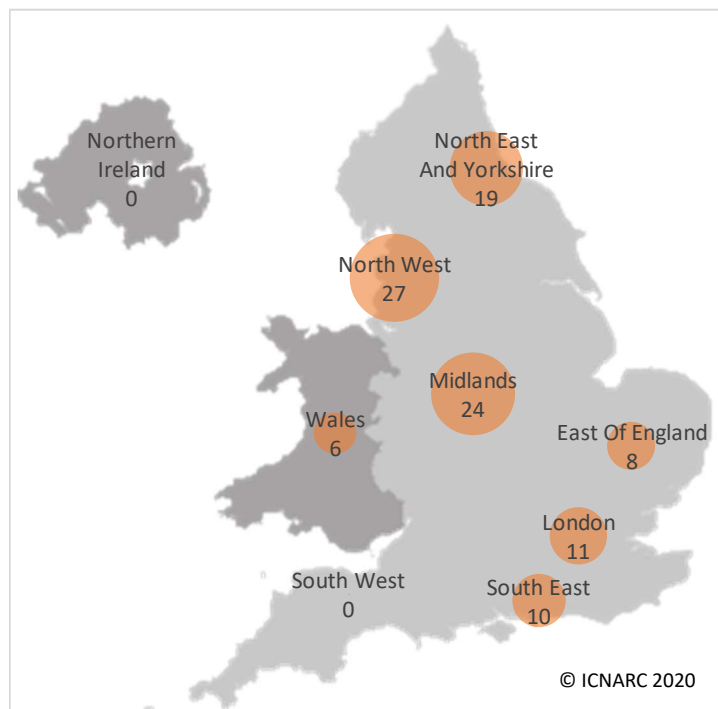 Northern
Ireland
0
North East
And Yorkshire
19
North West
27
Midlands
24
Wales
6
East Of England
8
London
11
South West
0
South East
10
© ICNARC 2020